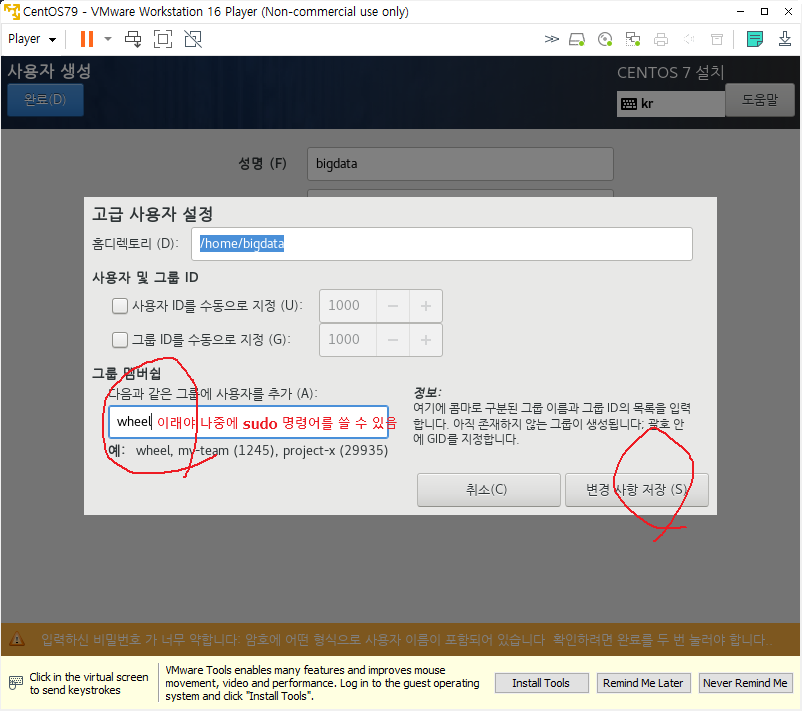 CentOS79 - VMware Workstation 16 Player (Non-commercial use only)
Player
사용자 생성
CENTOS 7 설치
완료(D)
kr
도움말
성명 (F)
bigdata
고급 사용자 설정
홈디렉토리 (D):
/home/bigdata
사용자 및 그룹 ID
사용자 ID를 수동으로 지정 (U):
1000
그룹 ID를 수동으로 지정 (G):
1000
그룹 멤버쉽
다음과 같은 그룹에 사용자를 추가 (A):
wheel 이래야 나중에 sudo 명령어를 쓸 수 있음
예: wheel, my-team (1245), project-x (29935)
정보:
여기에 콤마로 구분된 그룹 이름과 그룹 ID의 목록을 입력
합니다. 아직 존재하지 않는 그룹이 생성됩니다; 괄호 안
에 GID를 지정합니다.
취소(C)
변경 사항 저장 (S)
입력하신 비밀번호 가 너무 약합니다: 암호에 어떤 형식으로 사용자 이름이 포함되어 있습니다 확인하려면 완료를 두 번 눌러야 합니다.
Click in the virtual screen
to send keystrokes
VMware Tools enables many features and improves mouse
movement, video and performance. Log in to the guest operating
system and click "Install Tools".
Install Tools
Remind Me Later
Never Remind Me